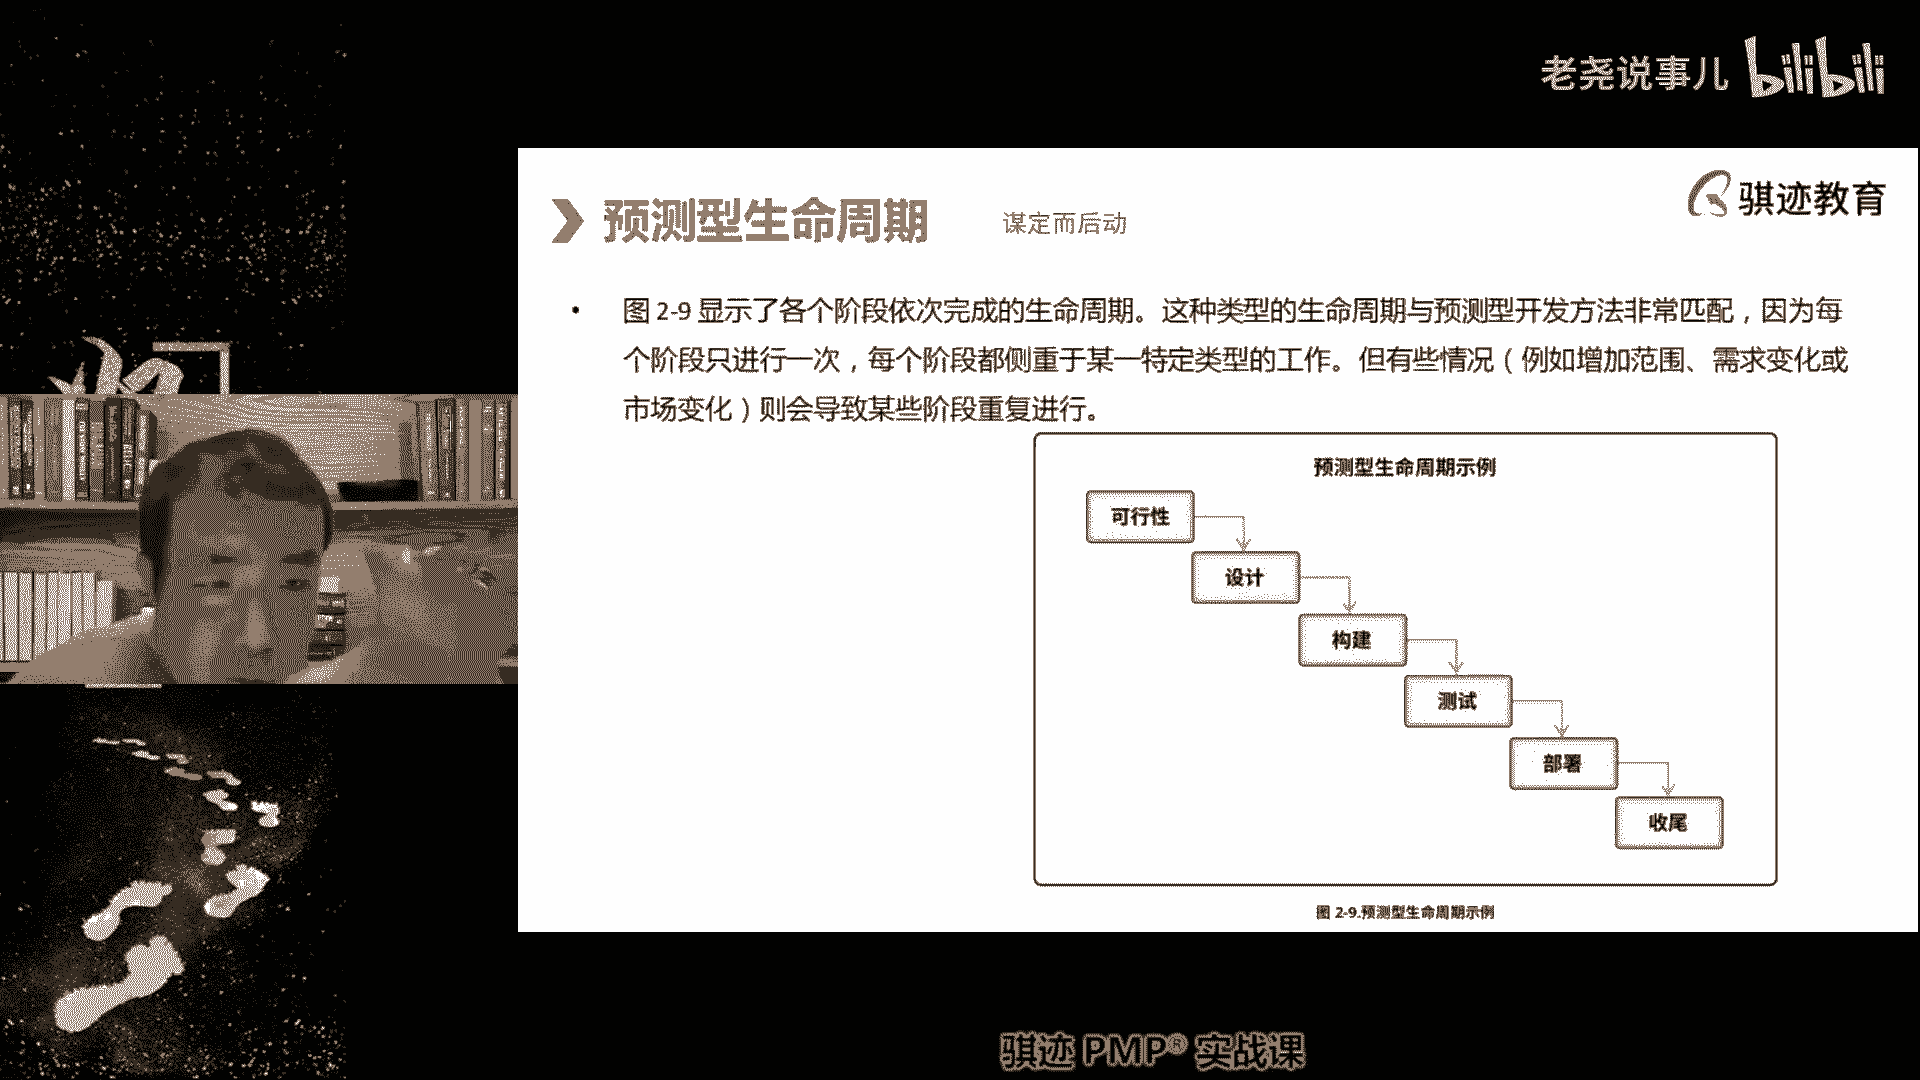 老尧说事儿 bilibili
骐迹教育
预测型生命周期 谋定而后动
• 图 2-9 显示了各个阶段依次完成的生命周期。这种类型的生命周期与预测型开发方法非常匹配，因为每
个阶段只进行一次，每个阶段都侧重于某一特定类型的工作。但有些情况（例如增加范围、需求变化或
市场变化）则会导致某些阶段重复进行。
预测型生命周期示例
可行性
设计
构建
测试
部署
收尾
图 2-9.预测型生命周期示例
骐迹 PMP® 实战课